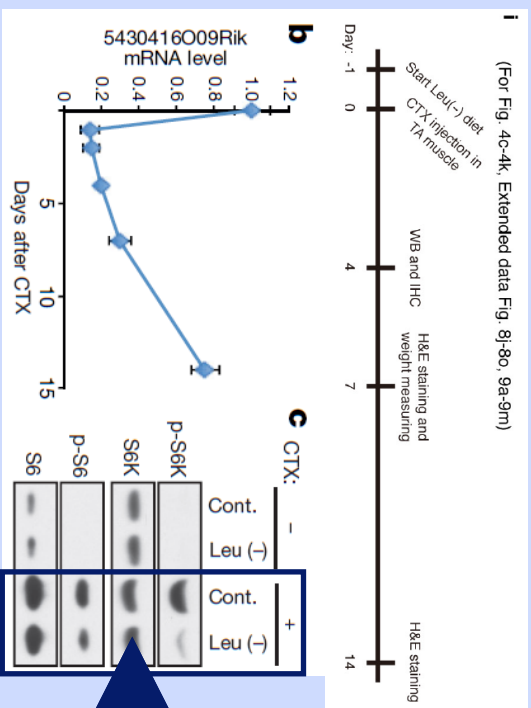 i
(For Fig. 4c-4k, Extended data Fig. 8j-8o, 9a-9m)
Start Leu(−) diet
CTX injection in
TA muscle
WB and IHC
H&E staining and
weight measuring
H&E staining
Day: -1 0 4 7 14
b
5430416O09Rik
mRNA level
1.2
1.0
0.8
0.6
0.4
0.2
0
5 10 15
Days after CTX
c
CTX: − +
Cont. Leu (−) Cont. Leu (−)
p-S6K
S6K
p-S6
S6